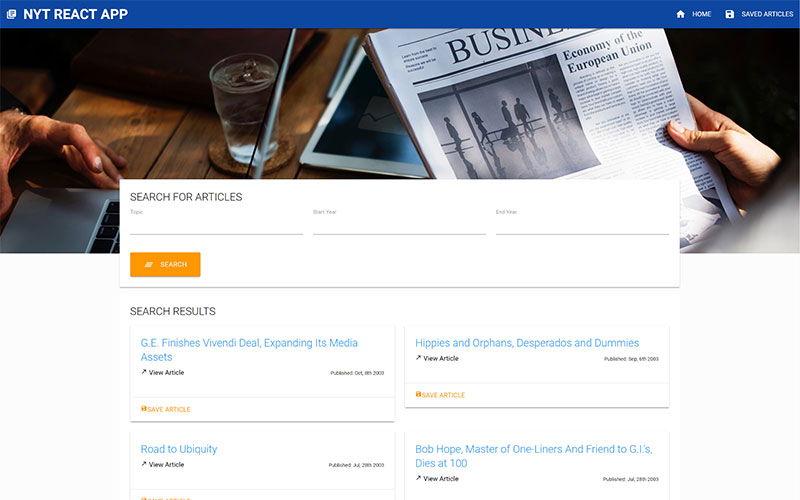 NYT REACT APP
HOME
SAVED ARTICLES
BUSINE
Economy of the
European Union
SEARCH FOR ARTICLES
Topic
Start Year
End Year
SEARCH
SEARCH RESULTS
G.E. Finishes Vivendi Deal, Expanding Its Media
Assets
View Article
Published: Oct, 8th 2003
SAVE ARTICLE
Hippies and Orphans, Desperados and Dummies
View Article
Published: Sep, 6th 2003
SAVE ARTICLE
Road to Ubiquity
View Article
Published: Jul, 28th 2003
SAVE ARTICLE
Bob Hope, Master of One-Liners And Friend to G.I.'s,
Dies at 100
View Article
Published: Jul, 28th 2003